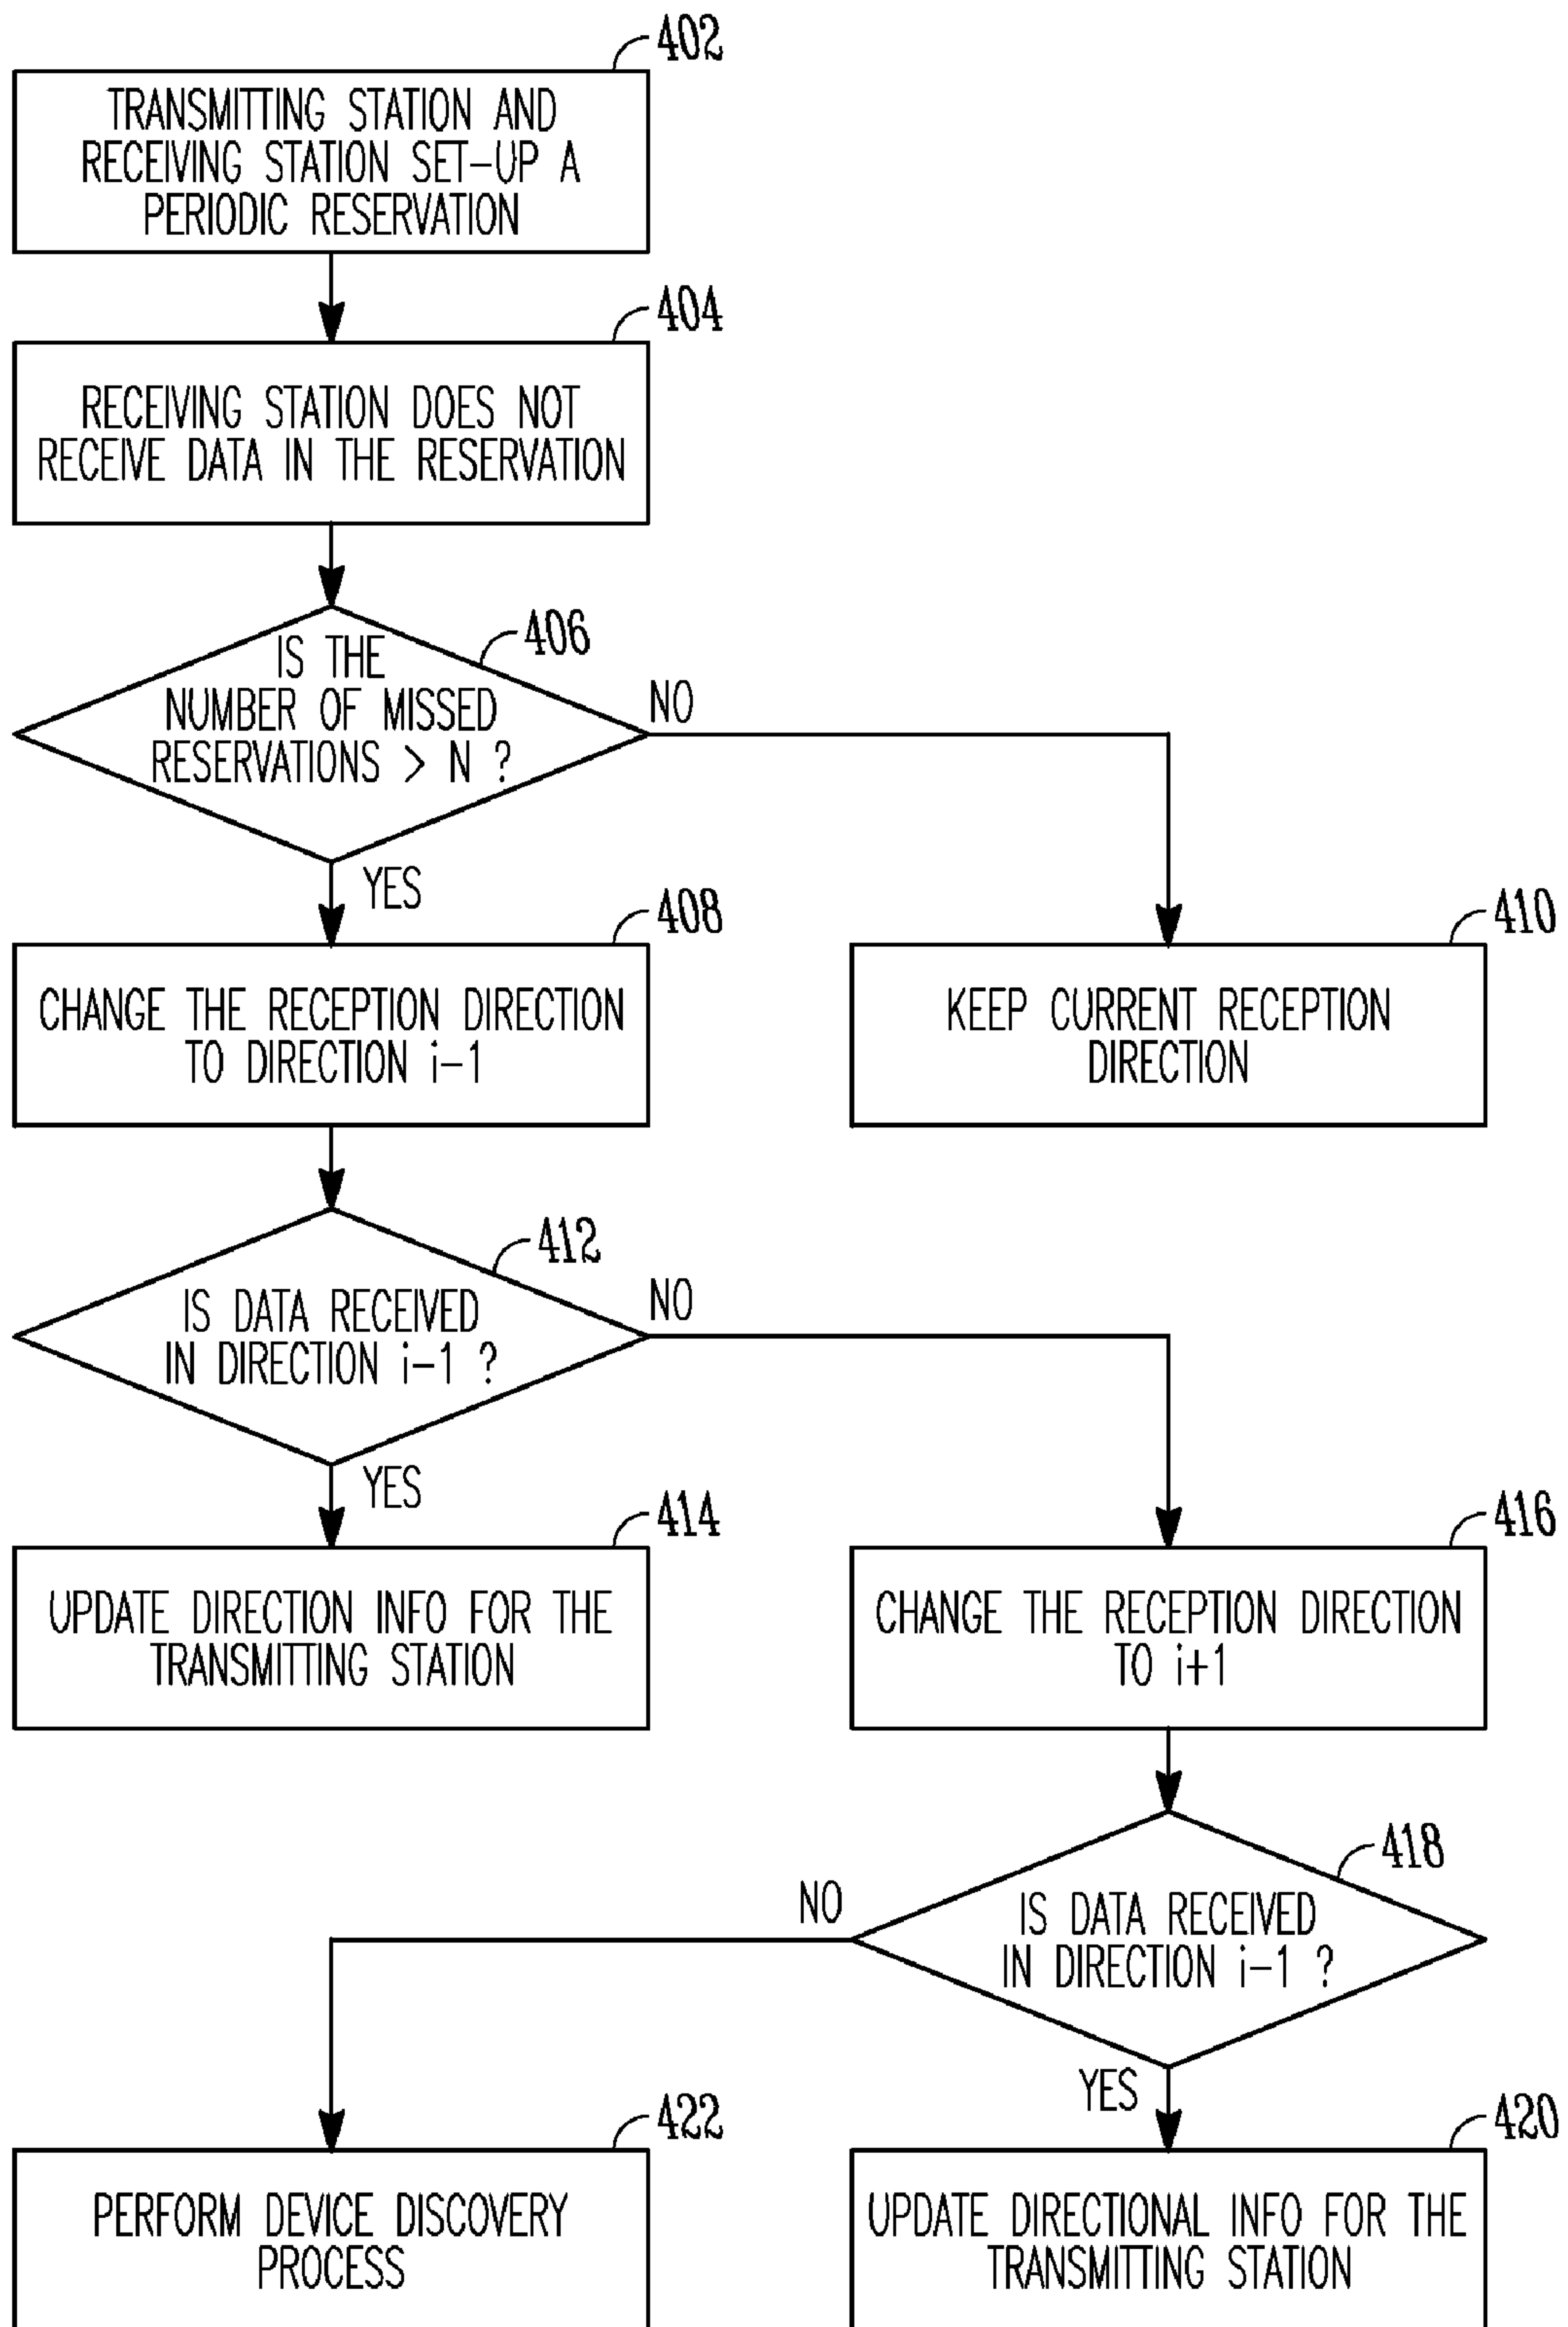 402
TRANSMITTING STATION AND
RECEIVING STATION SET-UP A
PERIODIC RESERVATION
404
RECEIVING STATION DOES NOT
RECEIVE DATA IN THE RESERVATION
406
IS THE
NUMBER OF MISSED
RESERVATIONS > N ?
NO
YES
408
CHANGE THE RECEPTION DIRECTION
TO DIRECTION i-1
410
KEEP CURRENT RECEPTION
DIRECTION
412
IS DATA RECEIVED
IN DIRECTION i-1 ?
NO
YES
414
UPDATE DIRECTION INFO FOR THE
TRANSMITTING STATION
416
CHANGE THE RECEPTION DIRECTION
TO i+1
418
IS DATA RECEIVED
IN DIRECTION i-1 ?
NO
YES
422
PERFORM DEVICE DISCOVERY
PROCESS
420
UPDATE DIRECTIONAL INFO FOR THE
TRANSMITTING STATION